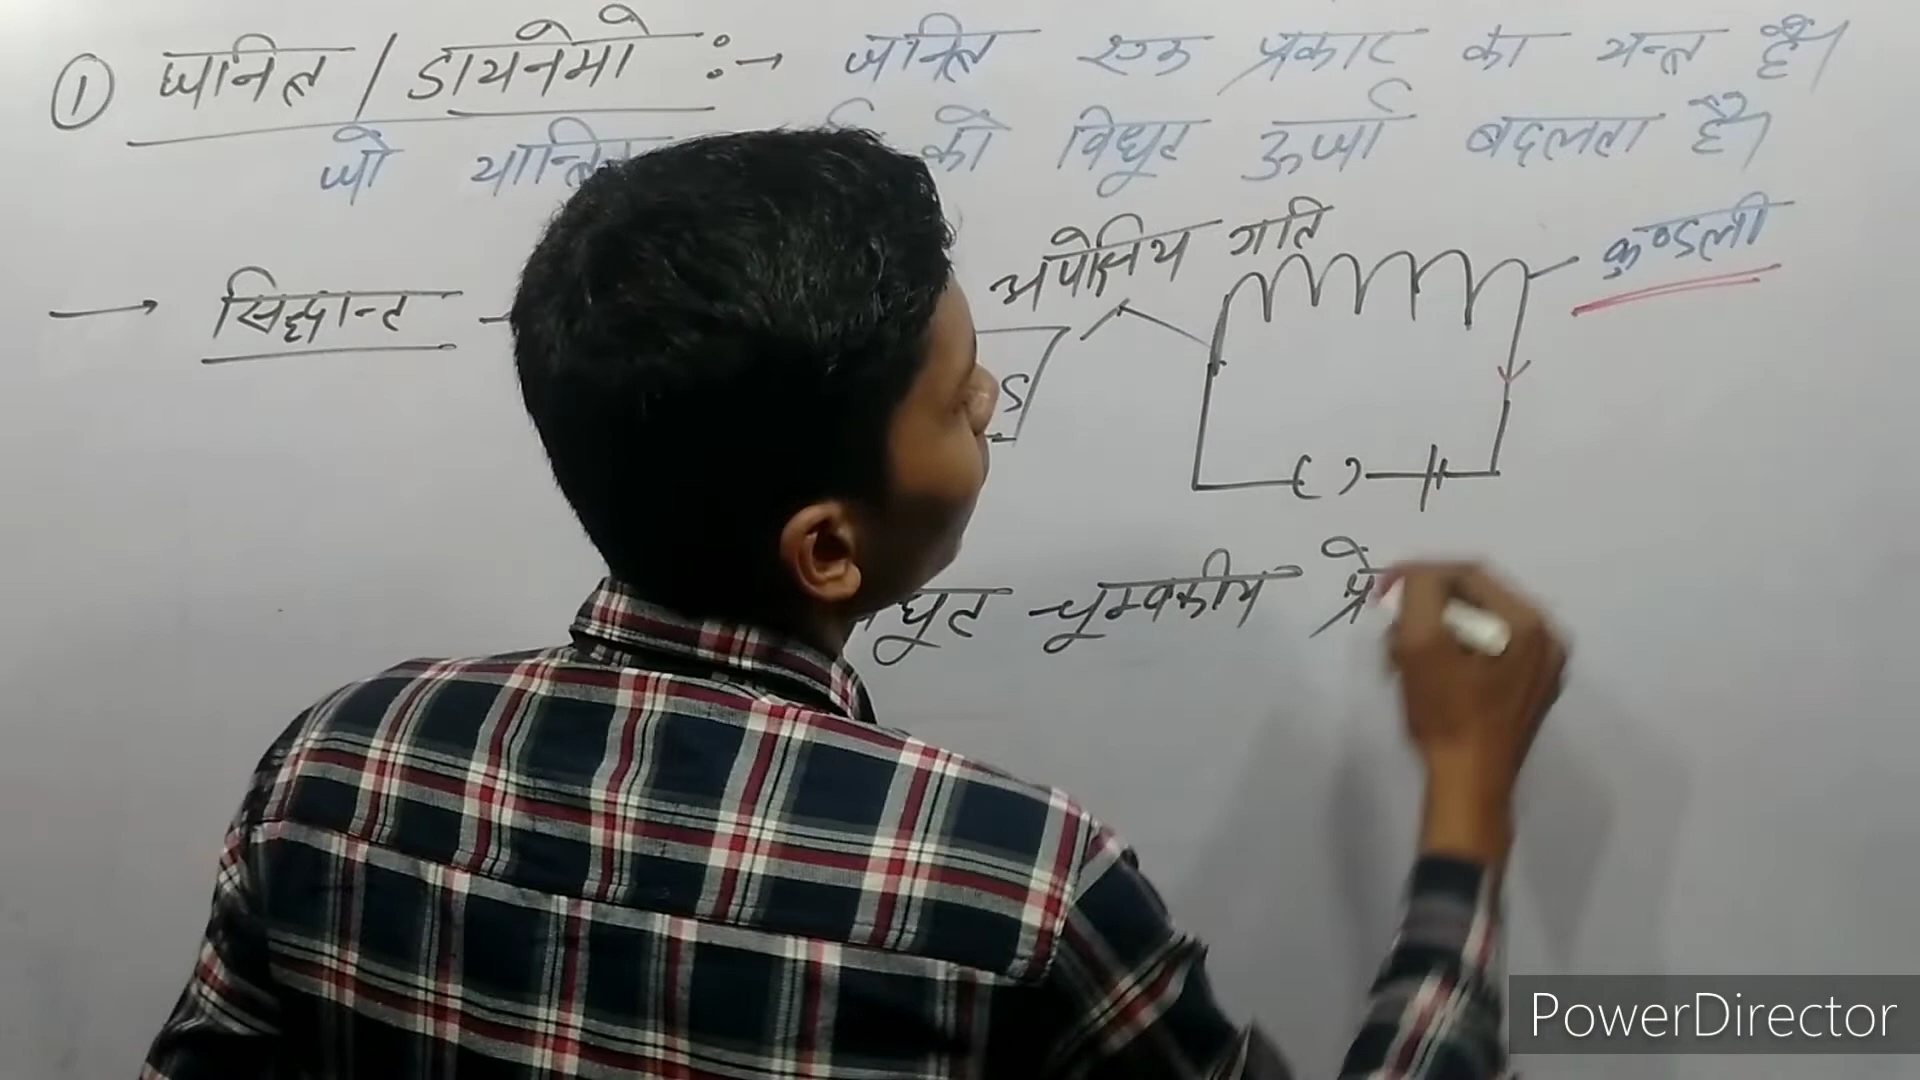 ① जनित्र / डायनेमो :→ जनित्र एक प्रकार का यन्त्र है।
जो यान्त्रिक को विधुत ऊर्जा बदलता है।
→ सिद्धान्त
अपेक्षिय गति
कुण्डली
S
चुम्बकीय
PowerDirector